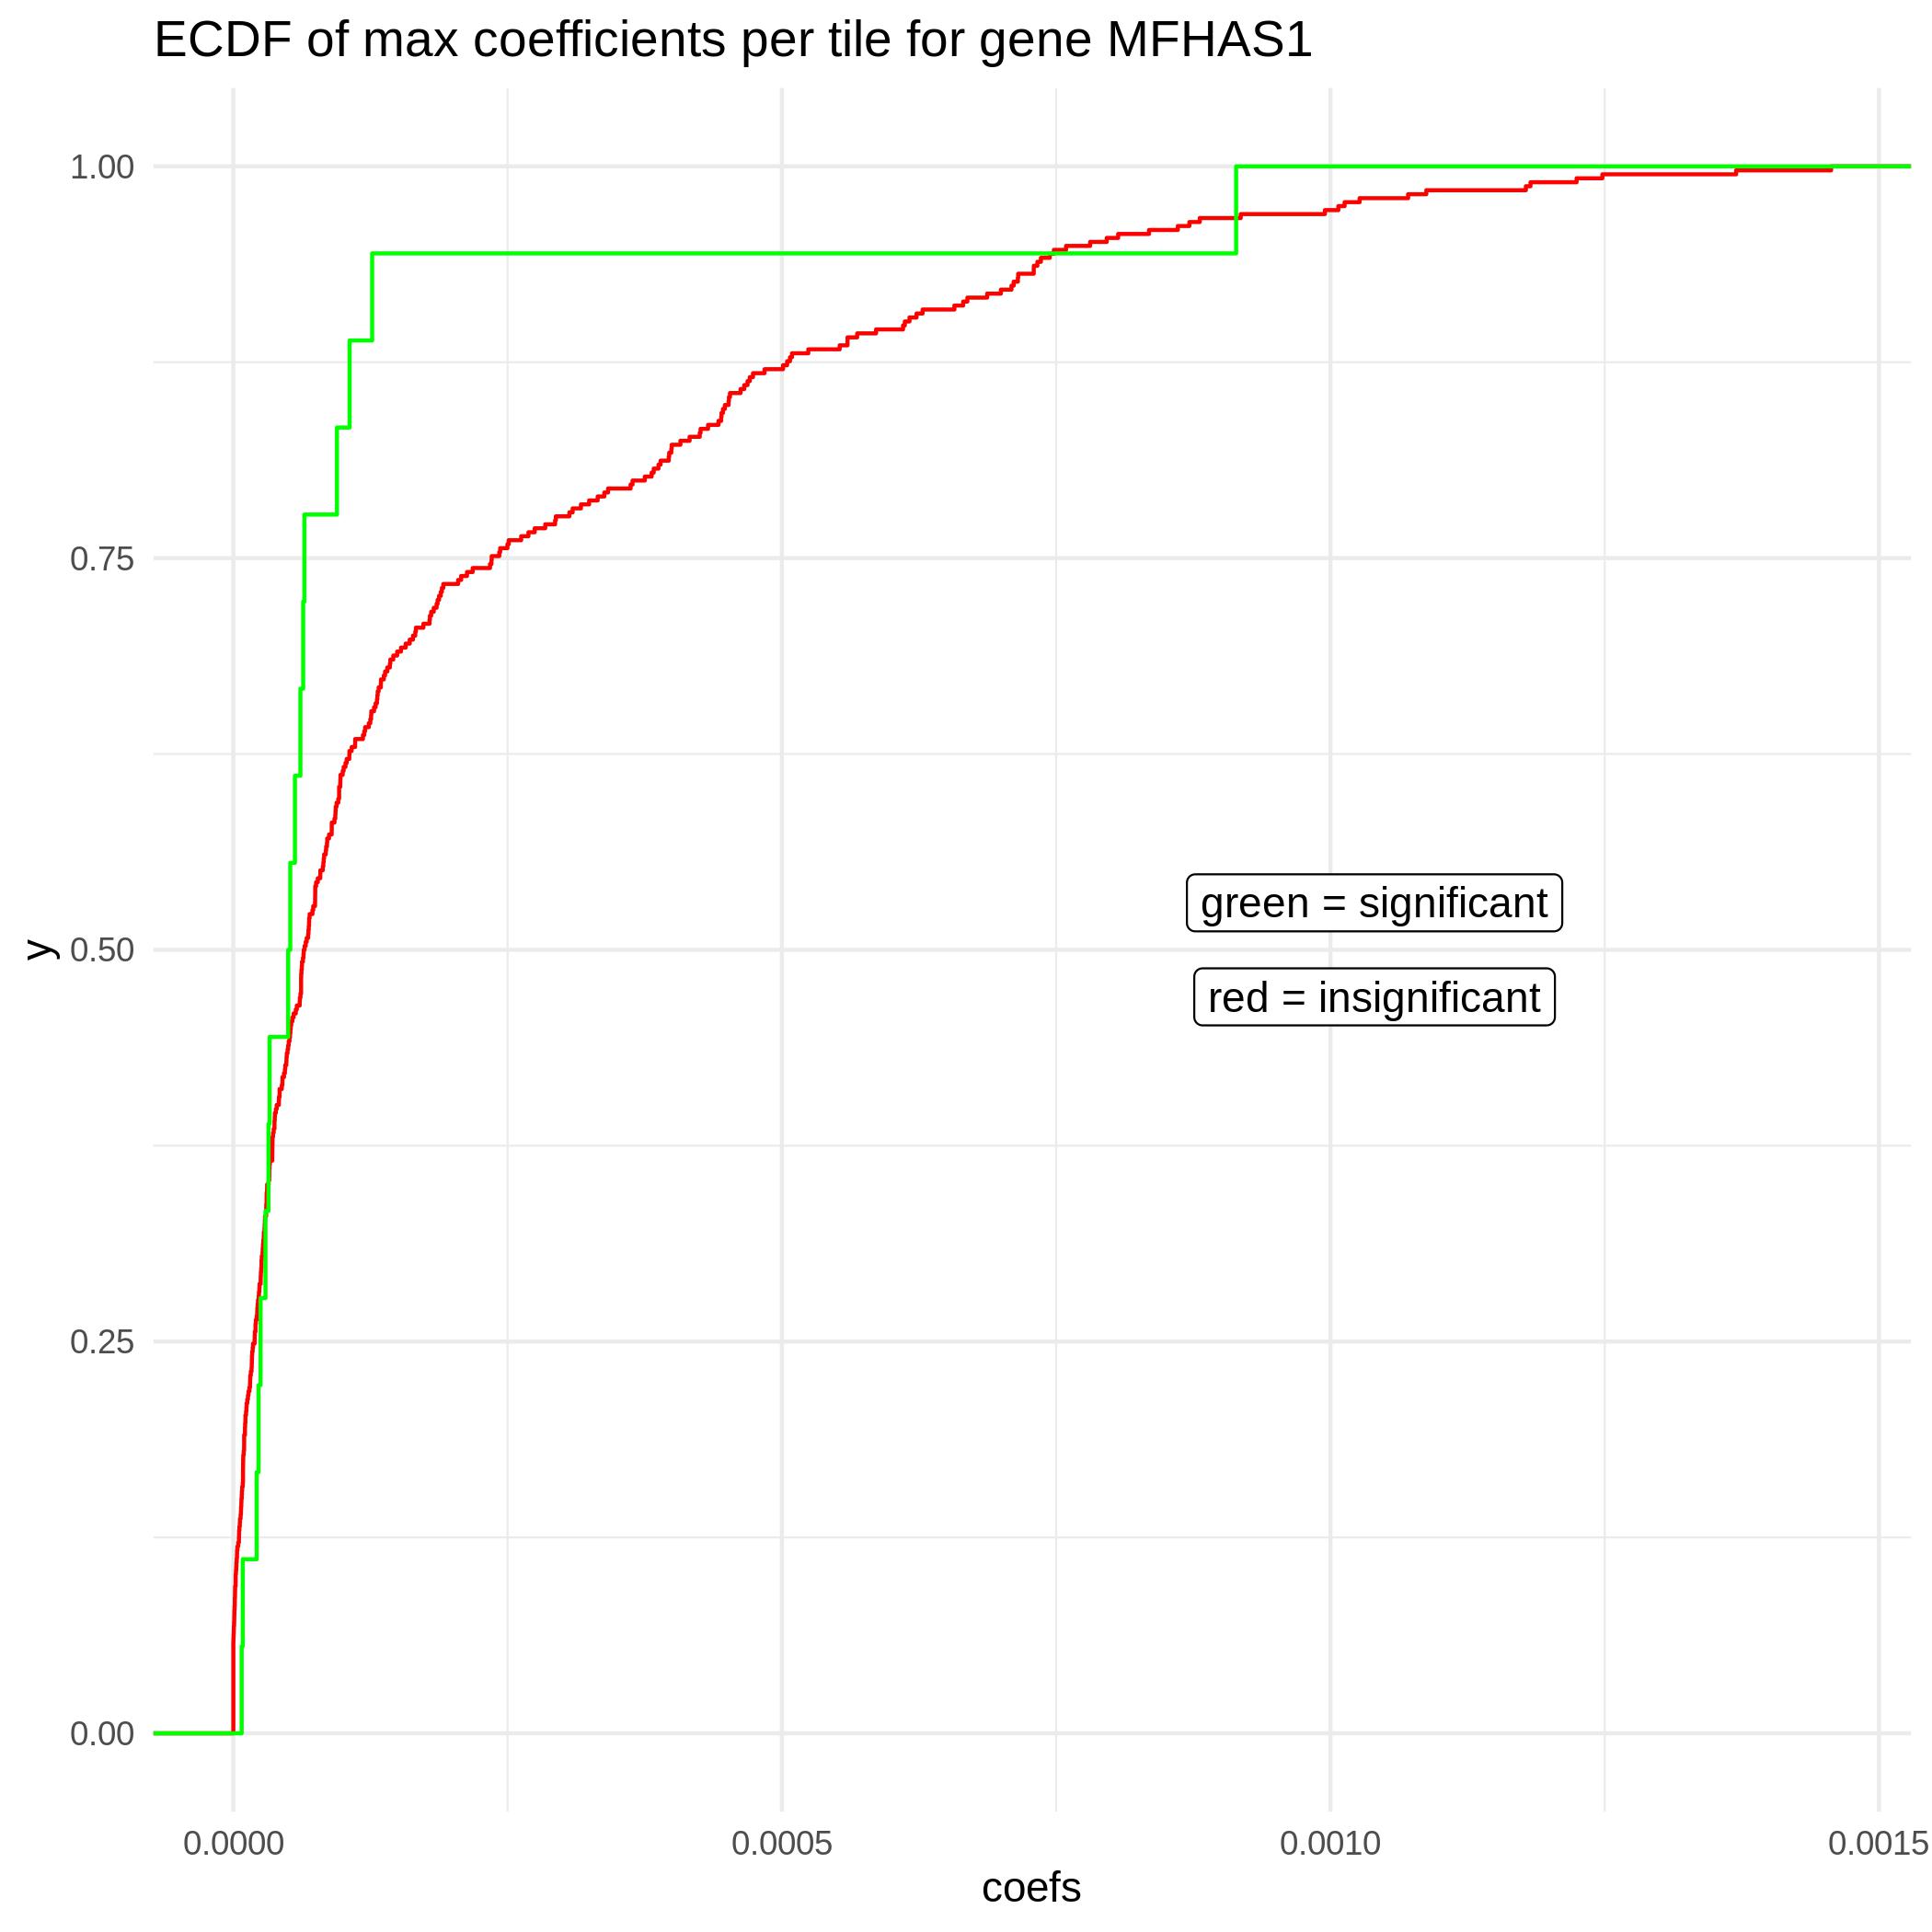 ECDF of max coefficients per tile for gene MFHAS1
1.00
0.75
0.50
0.25
0.00
y
green = significant
red = insignificant
0.0000
0.0005
0.0010
0.0015
coefs